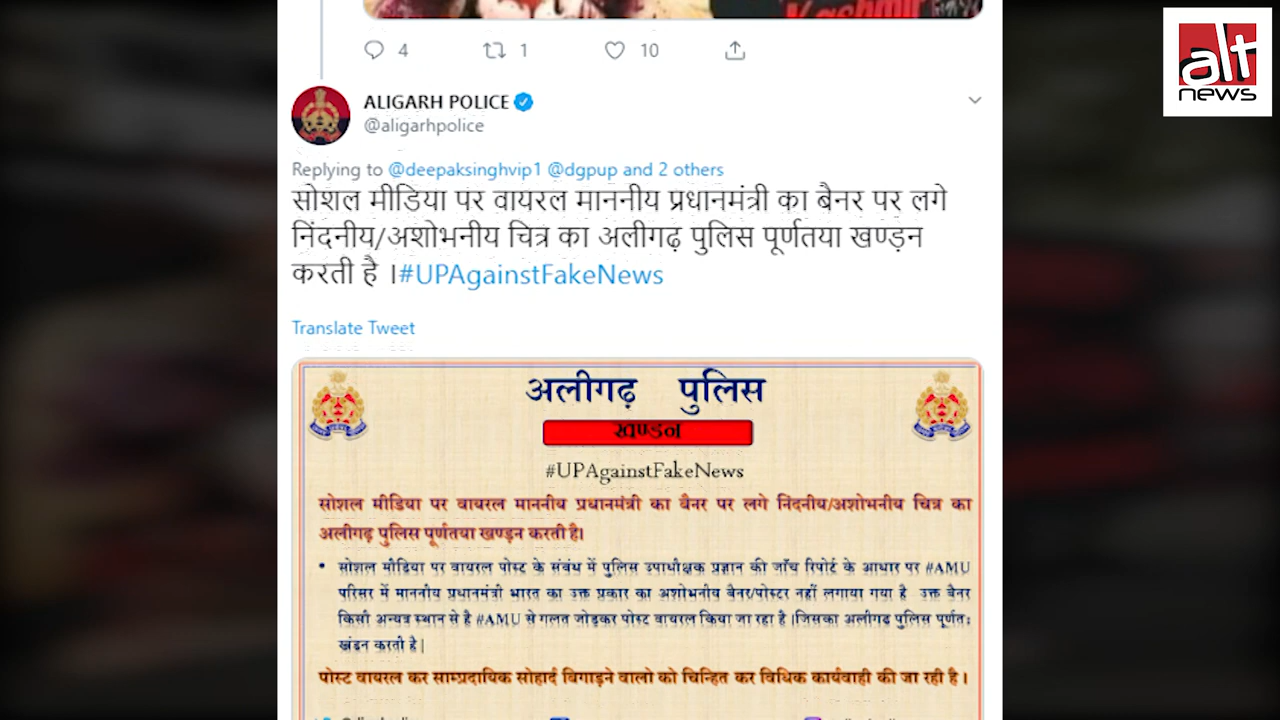 Kashmir
alt
news
4 1 10
ALIGARH POLICE
@aligarhpolice
Replying to @deepaksinghvip1 @dgpup and 2 others
सोशल मीडिया पर वायरल माननीय प्रधानमंत्री का बैनर पर लगे
निंदनीय/अशोभनीय चित्र का अलीगढ़ पुलिस पूर्णतया खण्ड़न
करती है ।#UPAgainstFakeNews
Translate Tweet
अलीगढ़ पुलिस
खण्डन
#UPAgainstFakeNews
सोशल मीडिया पर वायरल माननीय प्रधानमंत्री का बैनर पर लगे निंदनीय/अशोभनीय चित्र का
अलीगढ़ पुलिस पूर्णतया खण्ड़न करती है।
• सोशल मीडिया पर वायरल पोस्ट के संबंध में पुलिस उपाधीक्षक प्रज्ञान की जाँच रिपोर्ट के आधार पर #AMU
परिसर में माननीय प्रधानमंत्री भारत का उक्त प्रकार का अशोभनीय बैनर/पोस्टर नहीं लगाया गया है उक्त बैनर
किसी अन्यत्र स्थान से है #AMU से गलत जोड़कर पोस्ट वायरल किया जा रहा है ।जिसका अलीगढ़ पुलिस पूर्णतः
खंडन करती है|
पोस्ट वायरल कर साम्प्रदायिक सोहार्द बिगाड़ने वालो को चिन्हित कर विधिक कार्यवाही की जा रही है ।